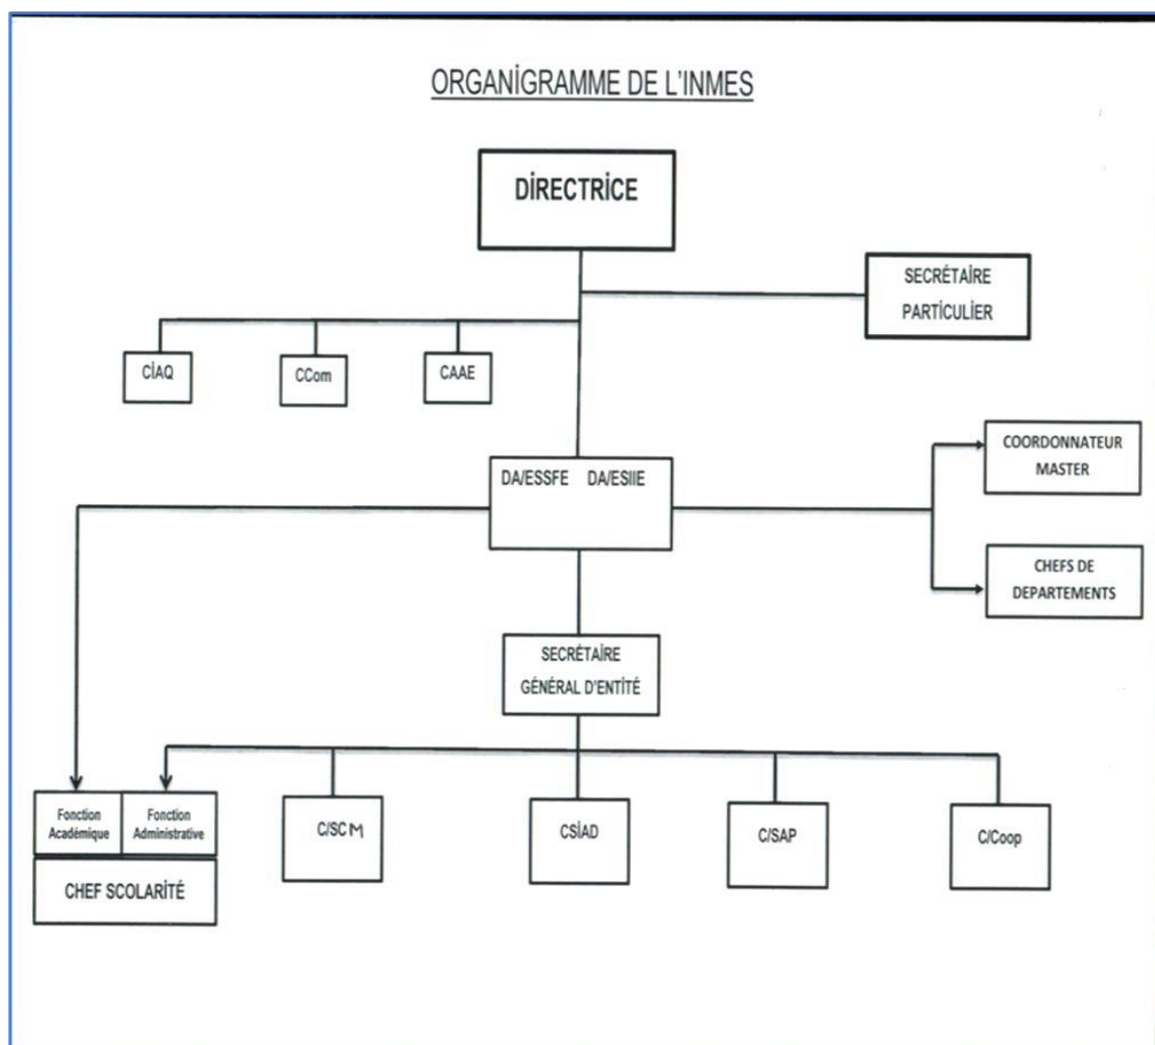 ORGANİGRAMME DE L'INMES
DİRECTRİCE
SECRÉTAİRE
PARTİCULİER
CİAQ
CCom
CAAE
DA/ESSFE DA/ESIIE
COORDONNATEUR
MASTER
CHEFS DE
DEPARTEMENTS
SECRÉTAİRE
GÉNÉRAL D'ENTİTÉ
Fonction
Académique
Fonction
Administrative
CHEF SCOLARİTÉ
C/SCM
CSİAD
C/SAP
C/Coop